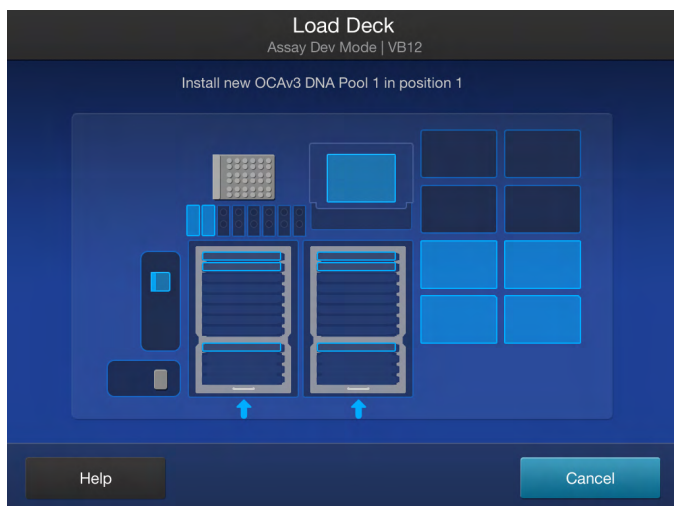 Load Deck
Assay Dev Mode | VB12
Install new OCAv3 DNA Pool 1 in position 1
Help
Cancel